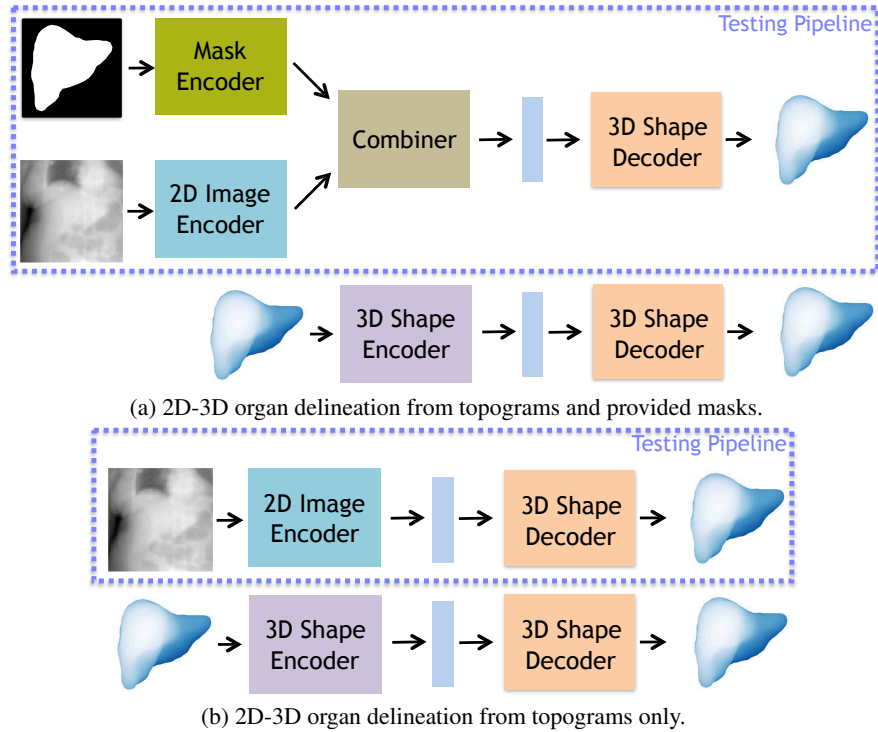 Testing Pipeline
Mask
Encoder
Combiner
3D Shape
Decoder
2D Image
Encoder
3D Shape
Encoder
3D Shape
Decoder
(a) 2D-3D organ delineation from topograms and provided masks.
Testing Pipeline
2D Image
Encoder
3D Shape
Decoder
3D Shape
Encoder
3D Shape
Decoder
(b) 2D-3D organ delineation from topograms only.